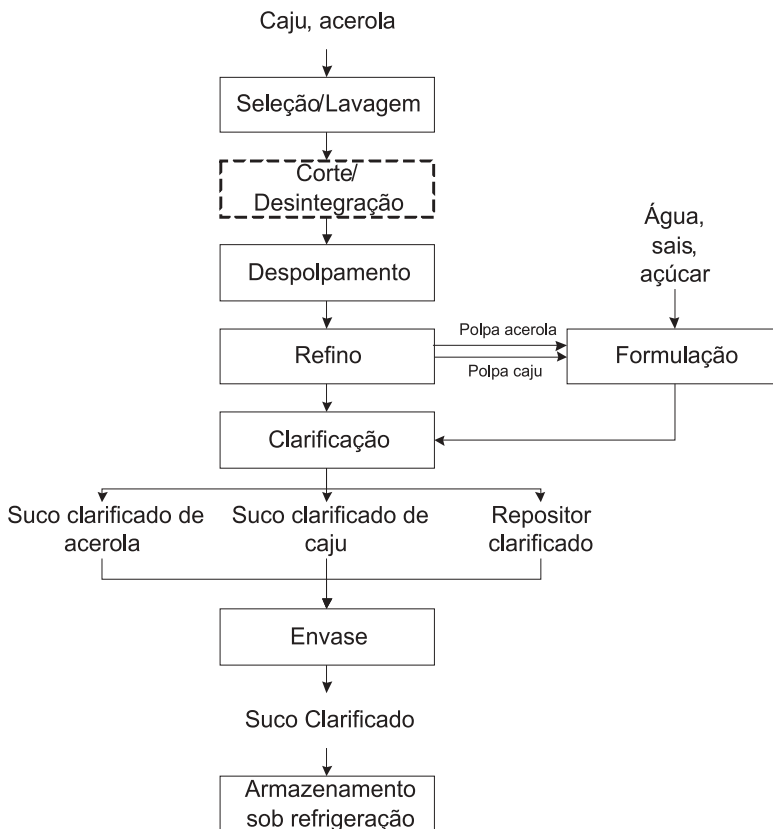 Caju, acerola
Seleção/Lavagem
Corte/
Desintegração
Água,
sais,
açúcar
Despolpamento
Polpa acerola
Refino
Formulação
Polpa caju
Clarificação
Suco clarificado de
acerola
Suco clarificado de
caju
Repositor
clarificado
Envase
Suco Clarificado
Armazenamento
sob refrigeração